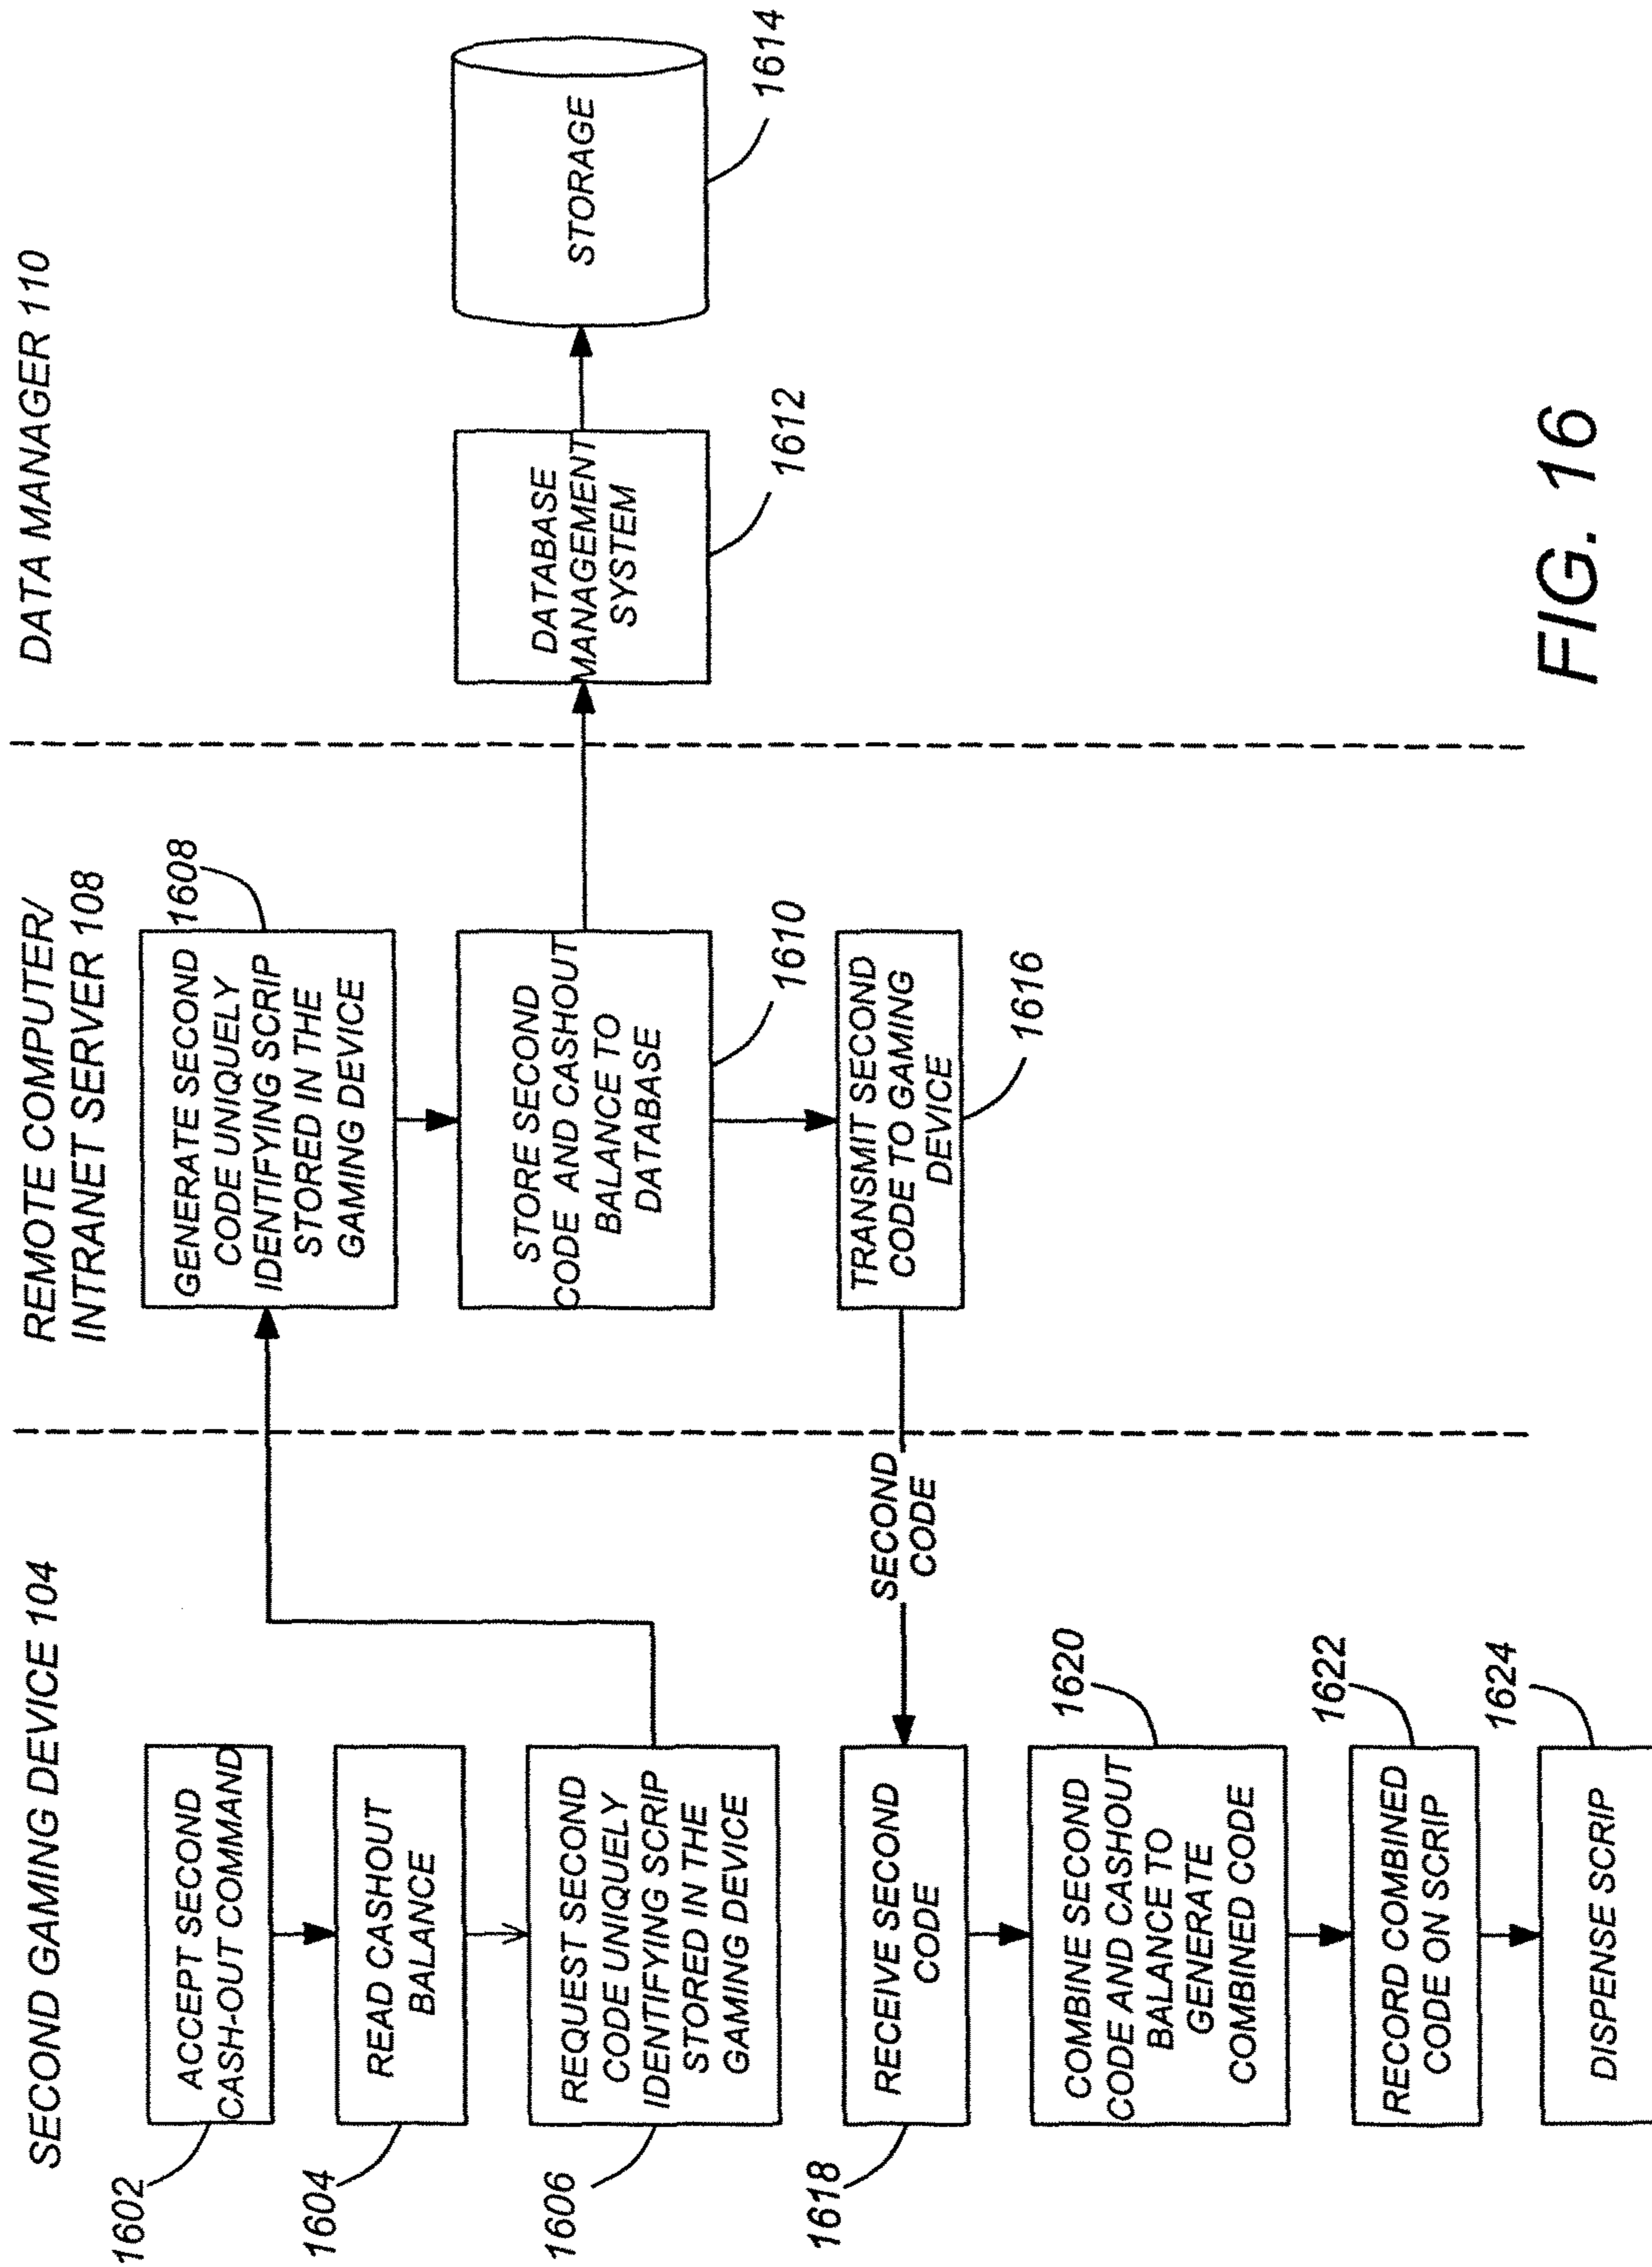 SECOND GAMING DEVICE 104
1602
ACCEPT SECOND
CASH-OUT COMMAND
1604
READ CASHOUT
BALANCE
1606
REQUEST SECOND
CODE UNIQUELY
IDENTIFYING SCRIP
STORED IN THE
GAMING DEVICE
REMOTE COMPUTER/
INTRANET SERVER 108
1608
GENERATE SECOND
CODE UNIQUELY
IDENTIFYING SCRIP
STORED IN THE
GAMING DEVICE
STORE SECOND
CODE AND CASHOUT
BALANCE TO
DATABASE
1610
DATA MANAGER 110
DATABASE
MANAGEMENT
SYSTEM
1612
STORAGE
1614
TRANSMIT SECOND
CODE TO GAMING
DEVICE
1616
SECOND
CODE
1618
RECEIVE SECOND
CODE
1620
COMBINE SECOND
CODE AND CASHOUT
BALANCE TO
GENERATE
COMBINED CODE
1622
RECORD COMBINED
CODE ON SCRIP
1624
DISPENSE SCRIP
FIG. 16